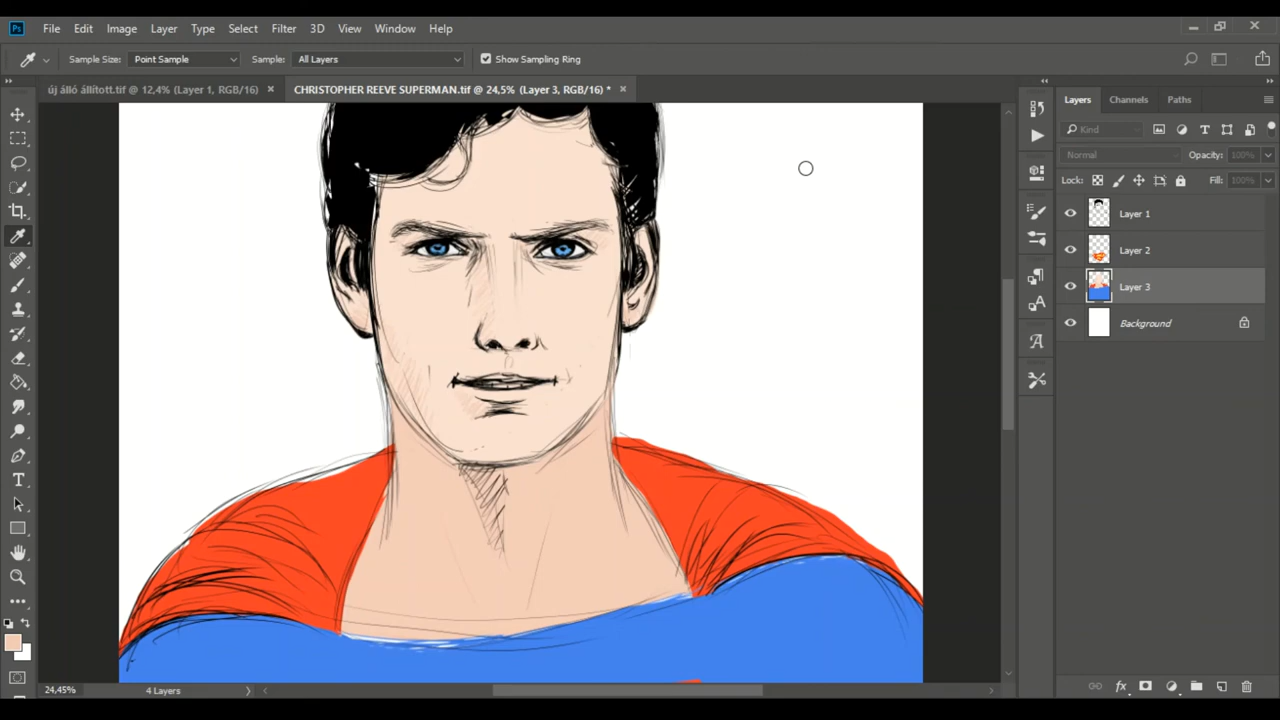 Ps File Edit Image Layer Type Select Filter 3D View Window Help
Sample Size: Point Sample Sample: All Layers Show Sampling Ring
új álló állított.tif @ 12,4% (Layer 1, RGB/16) CHRISTOPHER REEVE SUPERMAN.tif @ 24,5% (Layer 3, RGB/16) *
Layers Channels Paths
Kind
Normal Opacity: 100%
Lock: Fill: 100%
Layer 1
Layer 2
Layer 3
Background
24,45% 4 Layers